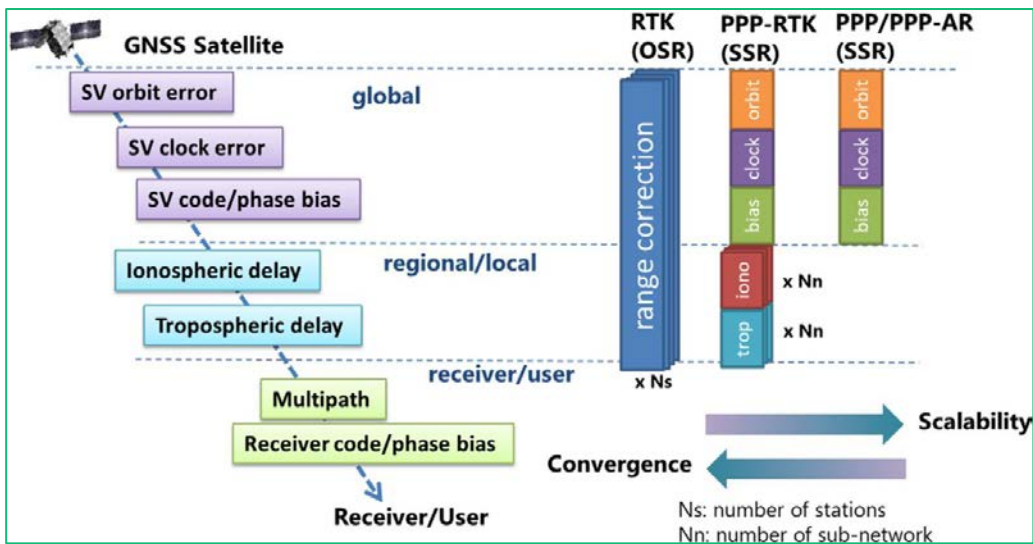 GNSS Satellite
RTK
(OSR)
PPP-RTK
(SSR)
PPP/PPP-AR
(SSR)
SV orbit error
global
SV clock error
SV code/phase bias
Ionospheric delay
regional/local
Tropospheric delay
receiver/user
Multipath
Receiver code/phase bias
Receiver/User
range correction
x Ns
orbit
clock
bias
iono
x Nn
trop
x Nn
orbit
clock
bias
Scalability
Convergence
Ns: number of stations
Nn: number of sub-network